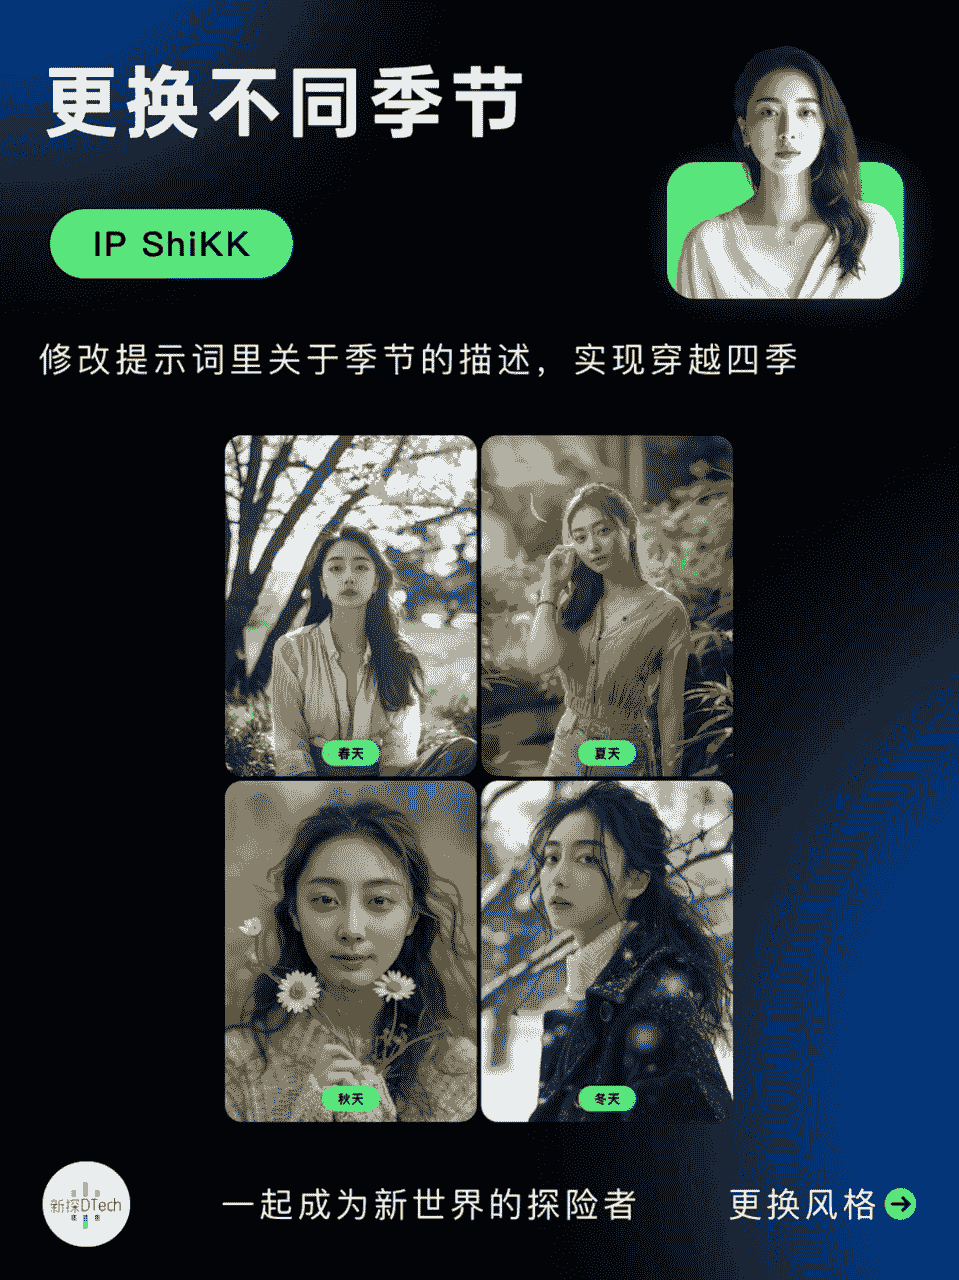 更换不同季节
IP ShiKK
修改提示词里关于季节的描述，实现穿越四季
春天
夏天
秋天
冬天
新探DTech
一起成为新世界的探险者
更换风格